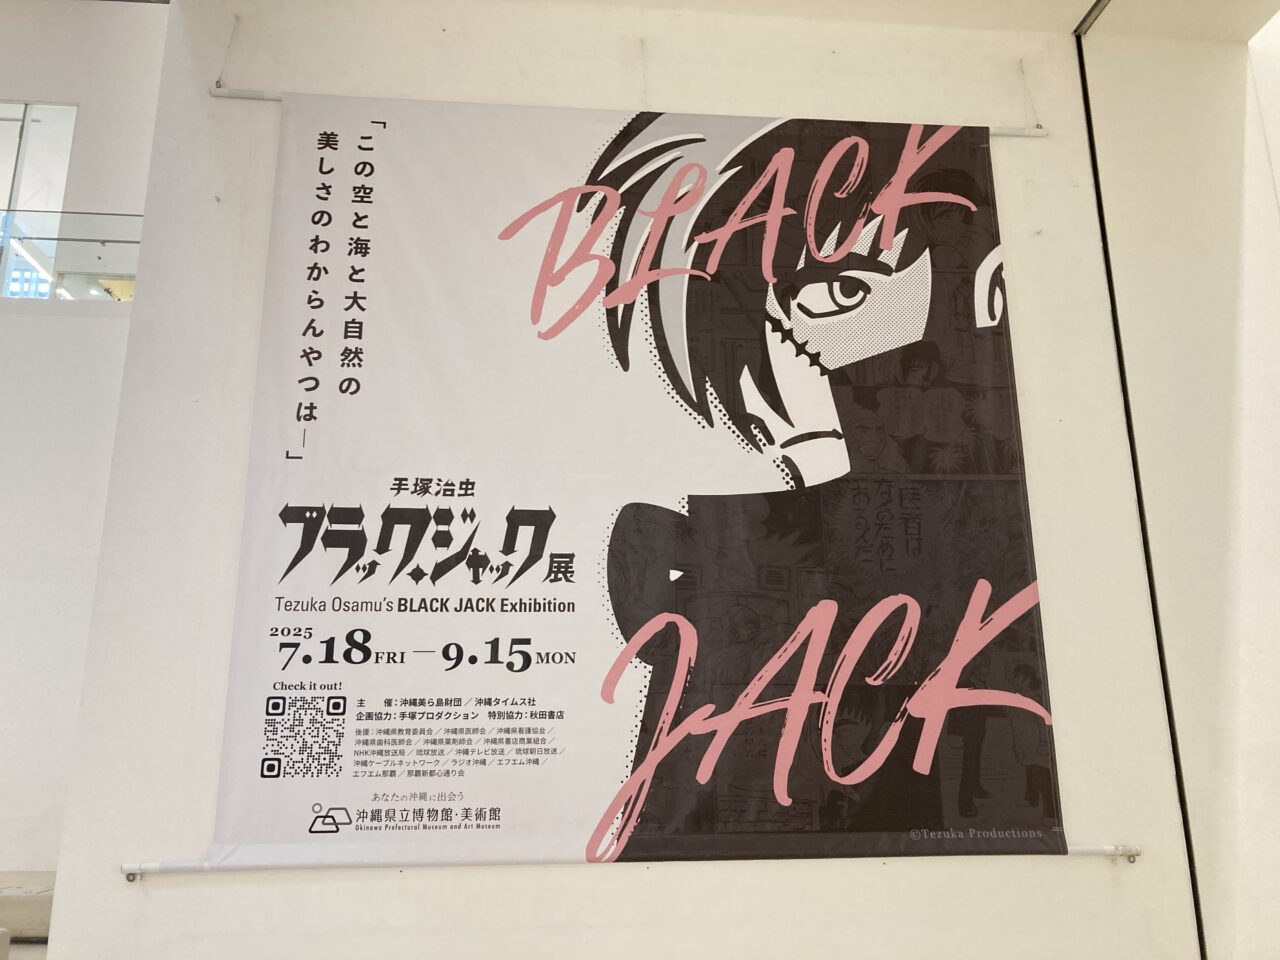 「この空と海と大自然の
美しさのわからんやつは―」
BLACK
JACK
医者は
なんのために
おるんだ
手塚治虫
ブラック・ジャック展
Tezuka Osamu's BLACK JACK Exhibition
2025
7.18FRI—9.15MON
Check it out!
主　催：沖縄美ら島財団／沖縄タイムス社
企画協力：手塚プロダクション　特別協力：秋田書店
後援：沖縄県教育委員会／沖縄県医師会／沖縄県看護協会／
沖縄県歯科医師会／沖縄県薬剤師会／沖縄県書店商業組合／
NHK沖縄放送局／琉球放送／沖縄テレビ放送／琉球朝日放送／
沖縄ケーブルネットワーク／ラジオ沖縄／エフエム沖縄／
エフエム那覇／那覇新都心通り会
あなたの沖縄に出会う
沖縄県立博物館・美術館
Okinawa Prefectural Museum and Art Museum
©Tezuka Productions